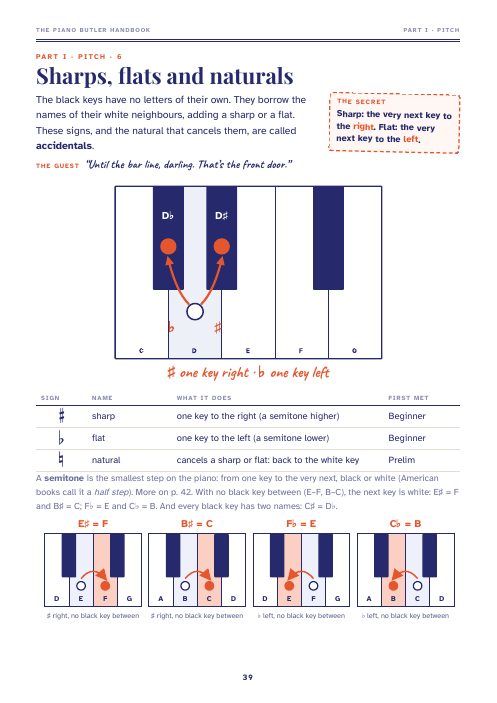 THE PIANO BUTLER HANDBOOK
PART I · PITCH
PART I · PITCH · 6
Sharps, flats and naturals
The black keys have no letters of their own. They borrow the
names of their white neighbours, adding a sharp or a flat.
These signs, and the natural that cancels them, are called
accidentals.
THE SECRET
Sharp: the very next key to
the right. Flat: the very
next key to the left.
THE GUEST "Until the bar line, darling. That's the front door."
D♭ D♯
♭ ♯
C D E F G
♯ one key right · ♭ one key left
SIGN NAME WHAT IT DOES FIRST MET
♯ sharp one key to the right (a semitone higher) Beginner
♭ flat one key to the left (a semitone lower) Beginner
♮ natural cancels a sharp or flat: back to the white key Prelim
A semitone is the smallest step on the piano: from one key to the very next, black or white (American
books call it a half step). More on p. 42. With no black key between (E–F, B–C), the next key is white: E♯ = F
and B♯ = C; F♭ = E and C♭ = B. And every black key has two names: C♯ = D♭.
E♯ = F B♯ = C F♭ = E C♭ = B
D E F G A B C D D E F G A B C D
♯ right, no black key between ♯ right, no black key between ♭ left, no black key between ♭ left, no black key between
39